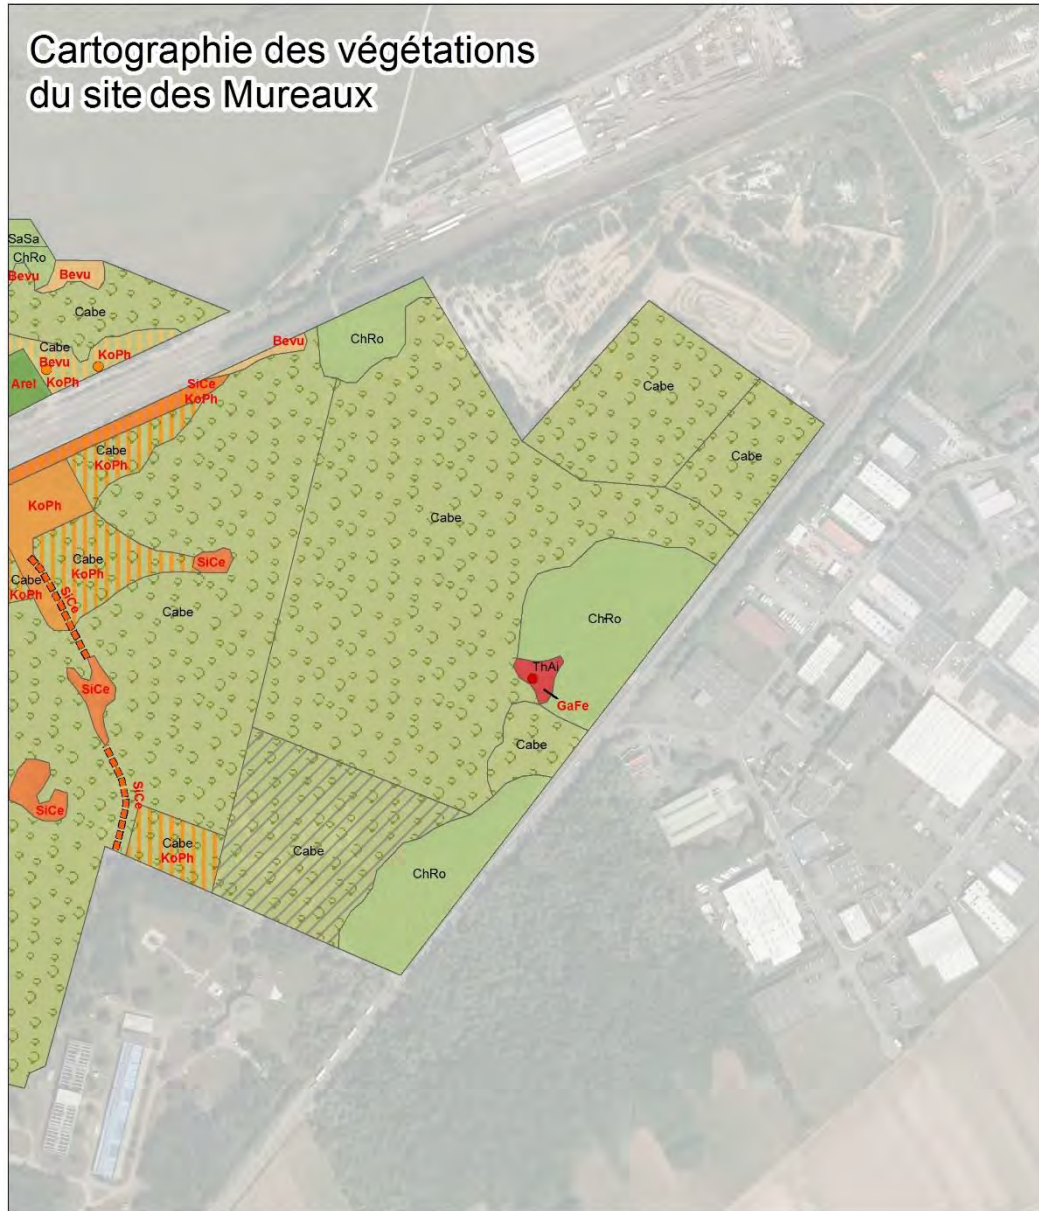 Cartographie des végétations
du site des Mureaux
SaSa
ChRo
Bevu
Bevu
Cabe
Cabe
Bevu
KoPh
KoPh
Arel
Bevu
ChRo
SiCe
KoPh
Cabe
KoPh
KoPh
Cabe
Cabe
Cabe
Cabe
KoPh
SiCe
Cabe
KoPh
SiCe
Cabe
ChRo
ThAi
GaFe
SiCe
Cabe
SiCe
SiCe
Cabe
KoPh
Cabe
ChRo